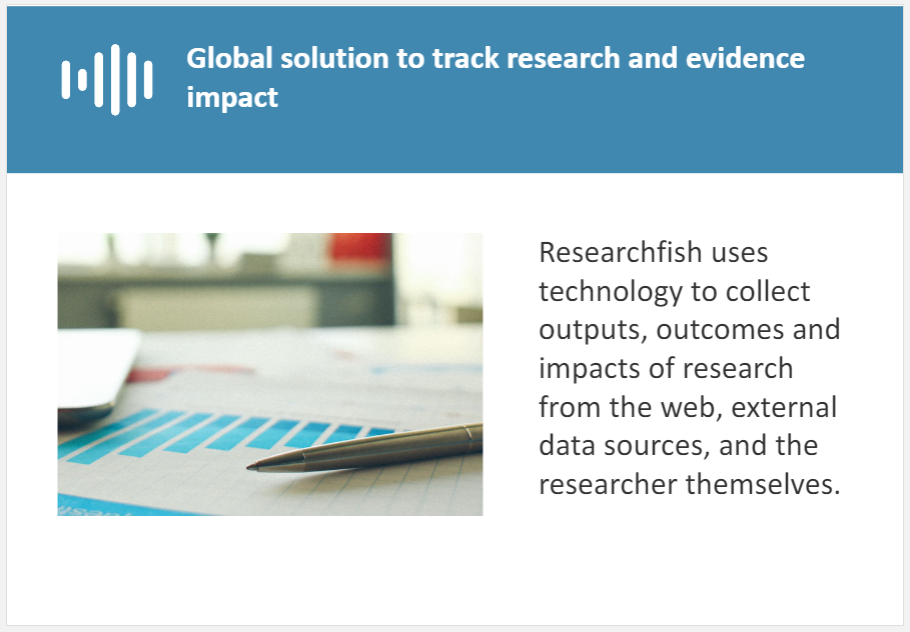 Global solution to track research and evidence
impact
Researchfish uses
technology to collect
outputs, outcomes and
impacts of research
from the web, external
data sources, and the
researcher themselves.